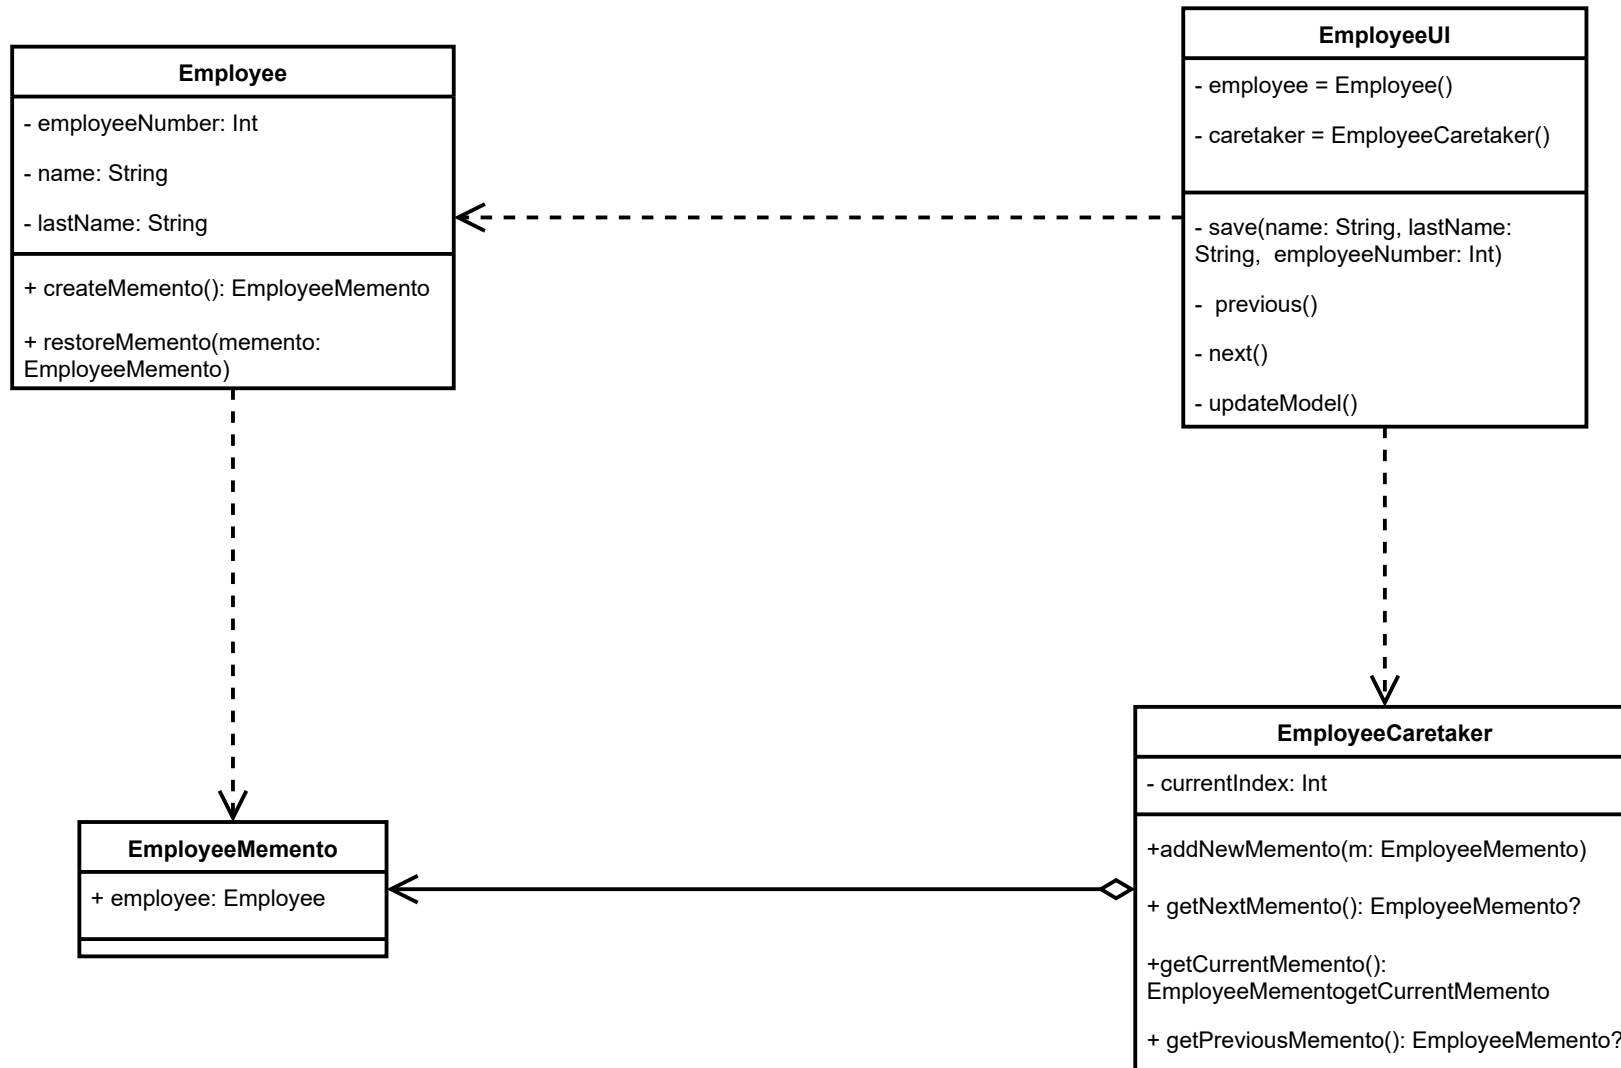 Employee
- employeeNumber: Int
- name: String
- lastName: String
+ createMemento(): EmployeeMemento
+ restoreMemento(memento:
EmployeeMemento)
EmployeeUI
- employee = Employee()
- caretaker = EmployeeCaretaker()
- save(name: String, lastName:
String,  employeeNumber: Int)
-  previous()
- next()
- updateModel()
EmployeeMemento
+ employee: Employee
EmployeeCaretaker
- currentIndex: Int
+addNewMemento(m: EmployeeMemento)
+ getNextMemento(): EmployeeMemento?
+getCurrentMemento():
EmployeeMementogetCurrentMemento
+ getPreviousMemento(): EmployeeMemento?